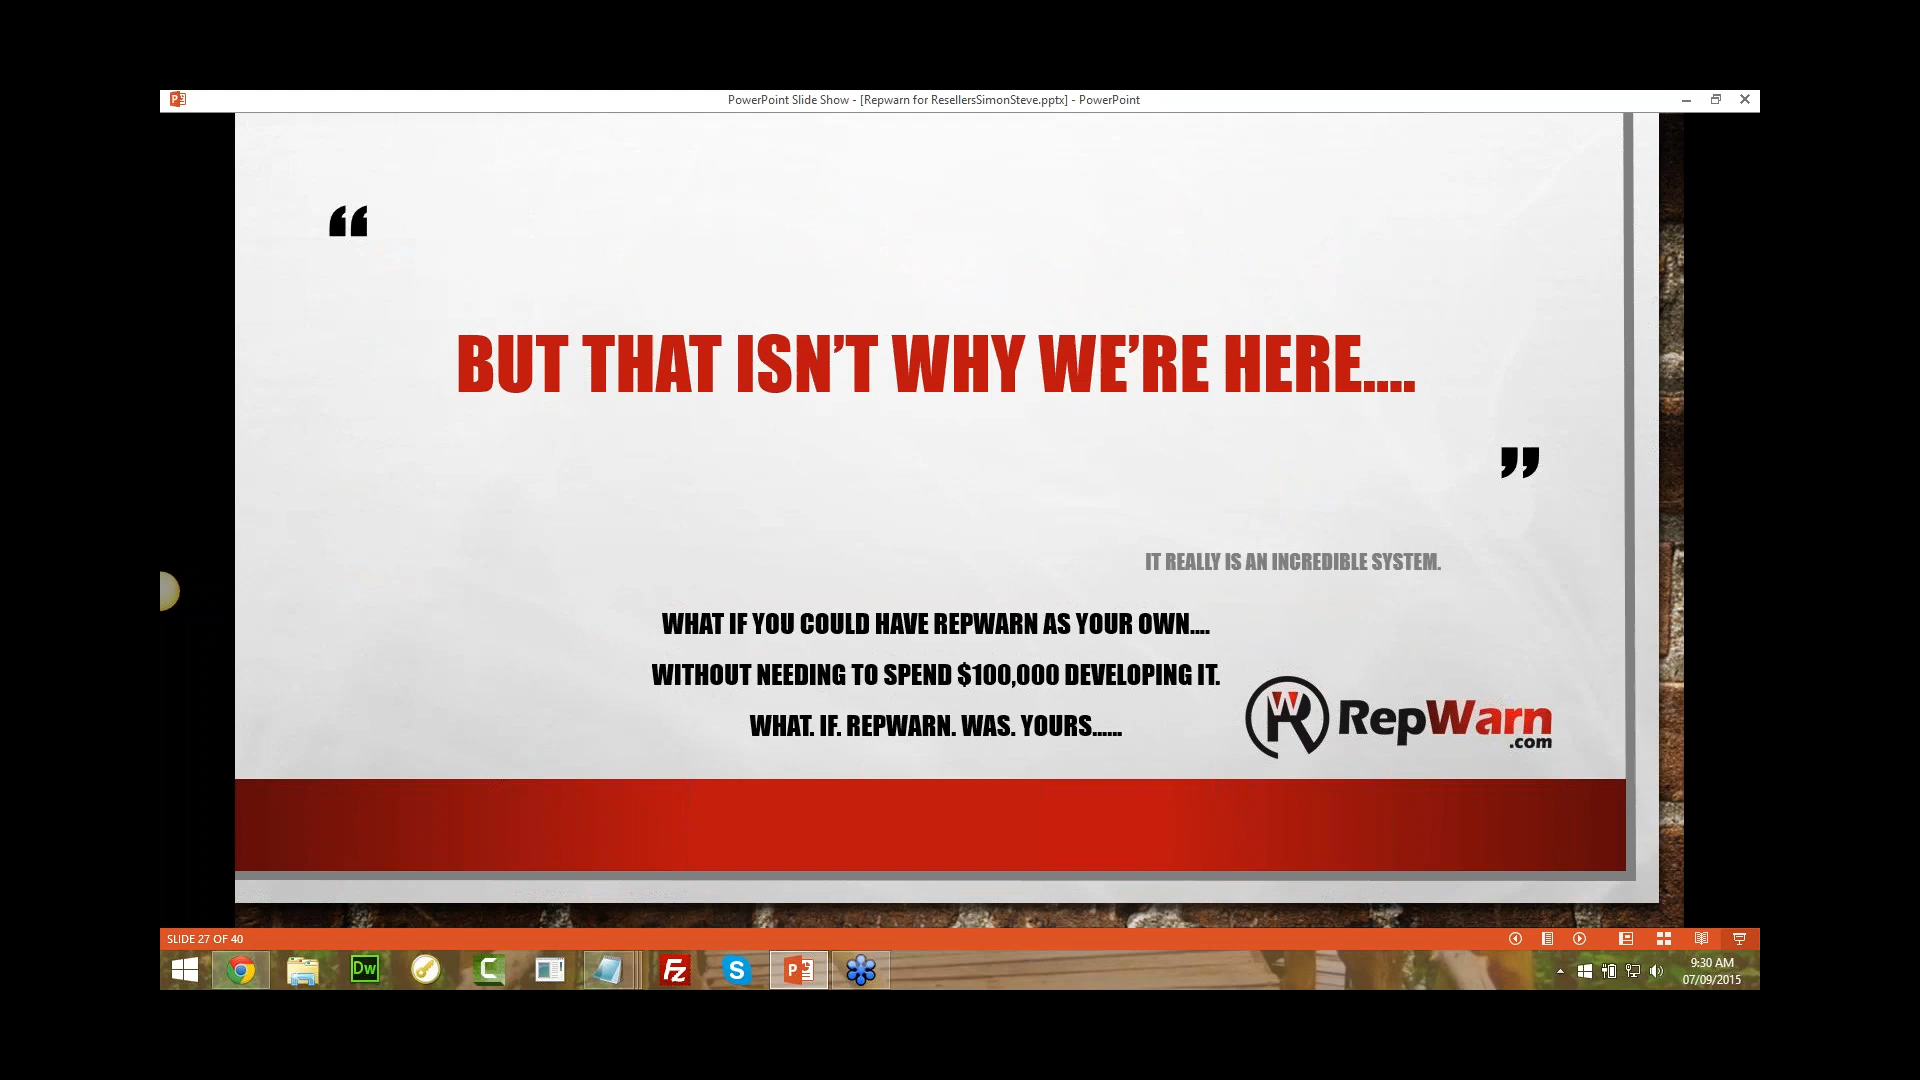 PowerPoint Slide Show - [Repwarn for ResellersSimonSteve.pptx] - PowerPoint
“
BUT THAT ISN’T WHY WE’RE HERE....
”
IT REALLY IS AN INCREDIBLE SYSTEM.
WHAT IF YOU COULD HAVE REPWARN AS YOUR OWN....
WITHOUT NEEDING TO SPEND $100,000 DEVELOPING IT.
WHAT. IF. REPWARN. WAS. YOURS......
RepWarn
.com
SLIDE 27 OF 40
Dw
9:30 AM
07/09/2015